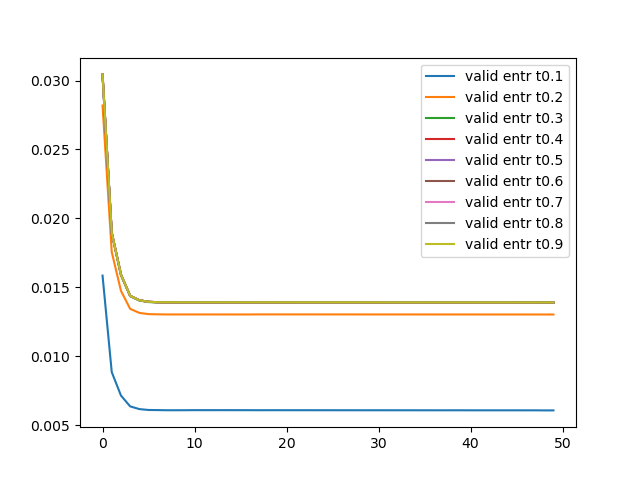 0.030
0.025
0.020
0.015
0.010
0.005
0
10
20
30
40
50
valid entr t0.1
valid entr t0.2
valid entr t0.3
valid entr t0.4
valid entr t0.5
valid entr t0.6
valid entr t0.7
valid entr t0.8
valid entr t0.9